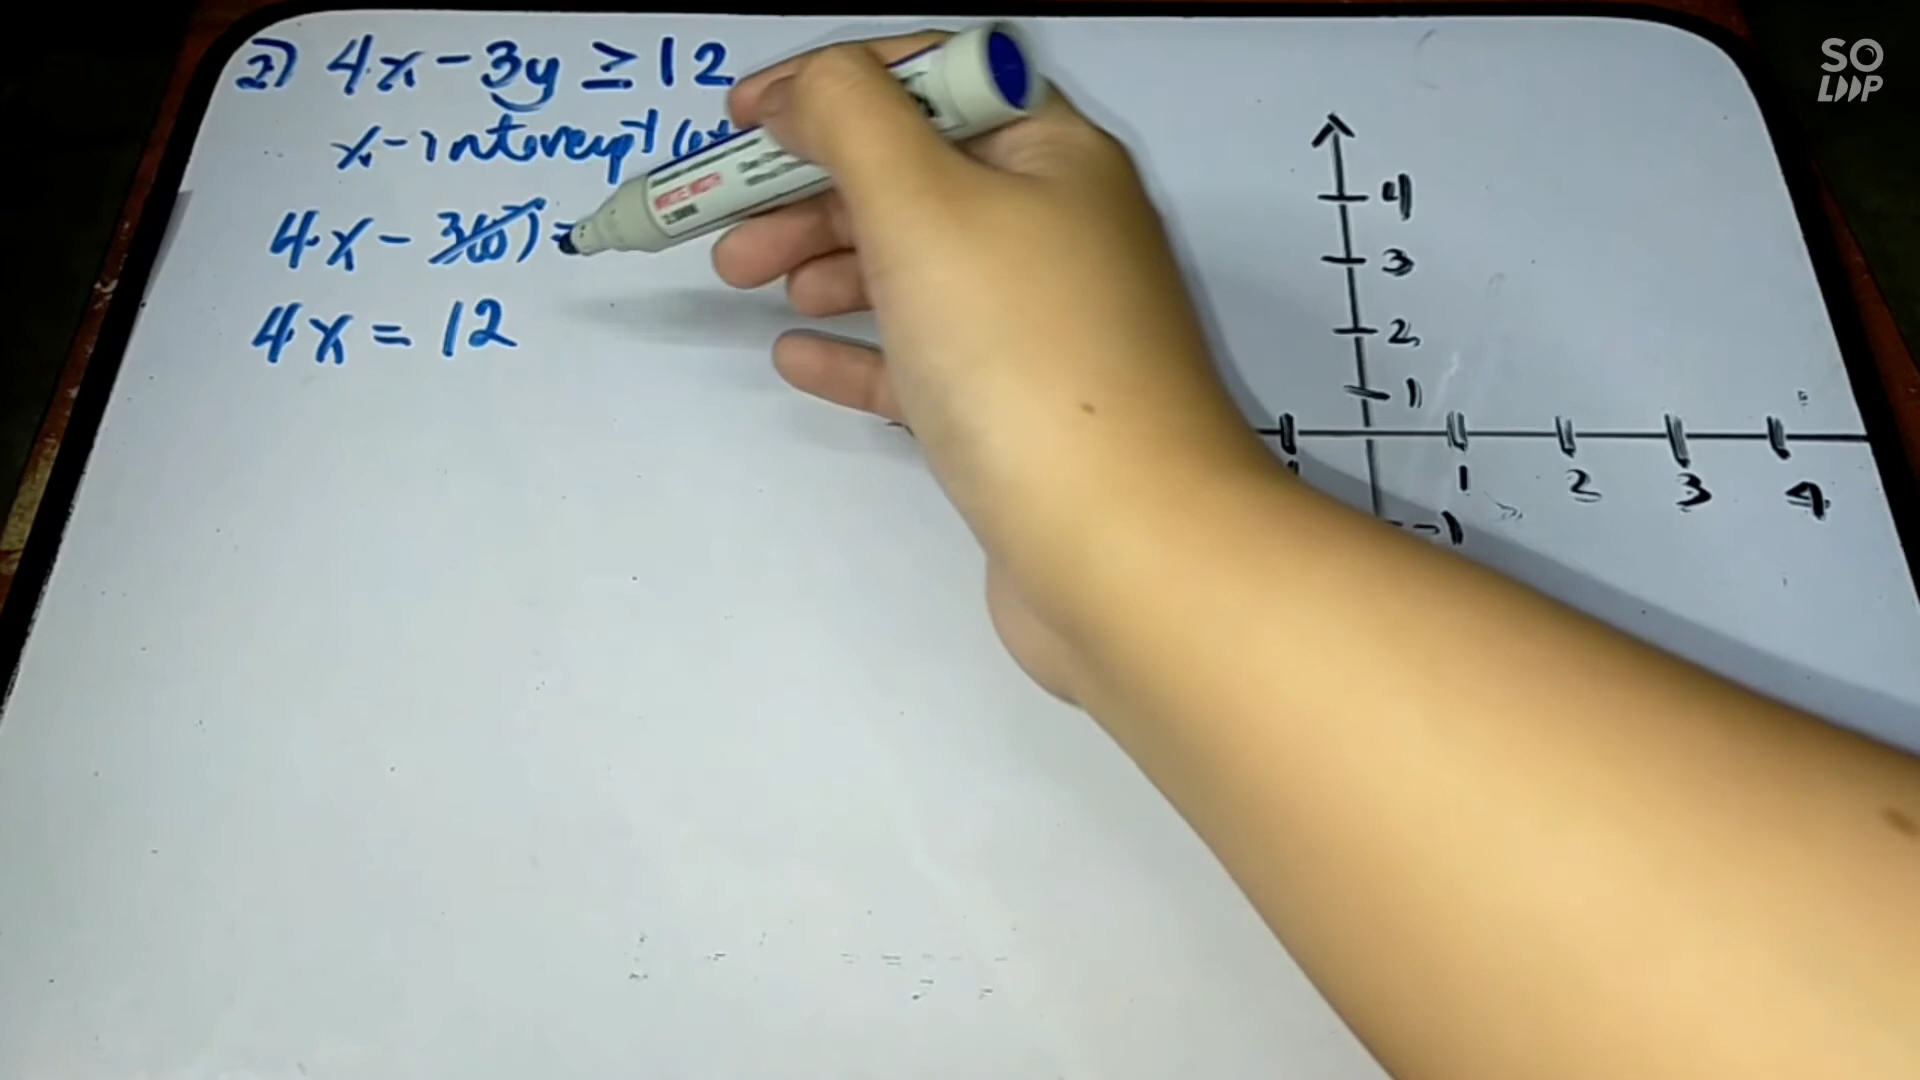 2) 4x - 3y ≥ 12
x-intercept
4x - 3(0) =
4x = 12
4
3
2
1
1 2 3 4
-1
SO
LOOP